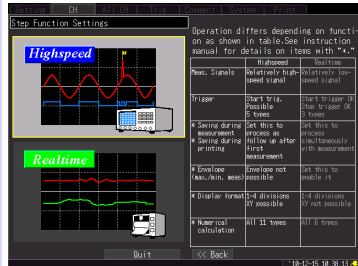 Setting CH All CH Trig Comment System Print
Step Function Settings
Operation differs depending on functi-
on as shown in table.See instruction
manual for details on items with "*."
Highspeed
Realtime
Highspeed Realtime
Meas. Signals Relatively high- Relatively low-
speed signal speed signal
Trigger Start trig. Start trigger OK
Possible Stop trigger OK
5 types 3 types
* Saving during Set this to Set this to
measurement process as process
* Saving during follow up after simultaneously
printing first with measurement
measurement
* Envelope Envelope not Set this to
(max./min. meas) possible enable it
* Display format 1-4 divisions 1-4 divisions
XY possible XY not possible
* Numerical All 11 types All 6 types
calculation
Quit << Back
'10-12-15 10:38:13